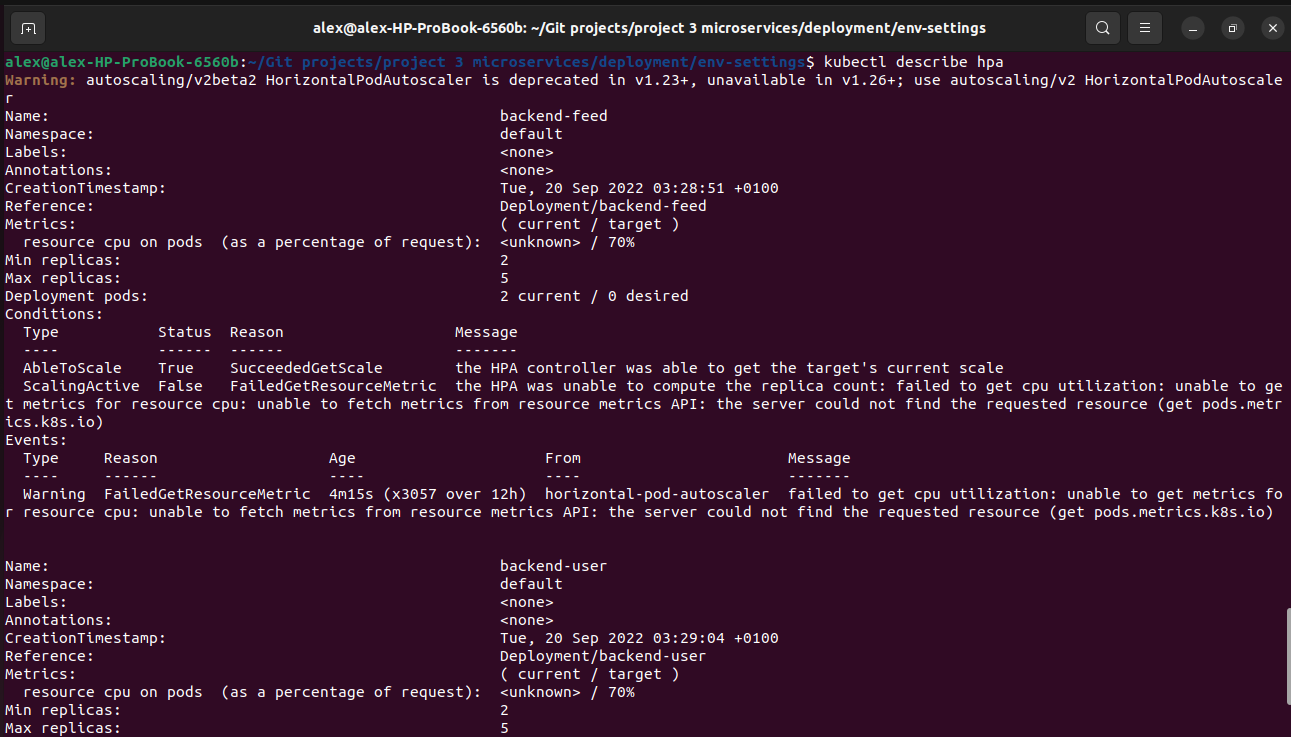 alex@alex-HP-ProBook-6560b: ~/Git projects/project 3 microservices/deployment/env-settings
alex@alex-HP-ProBook-6560b:~/Git projects/project 3 microservices/deployment/env-settings$ kubectl describe hpa
Warning: autoscaling/v2beta2 HorizontalPodAutoscaler is deprecated in v1.23+, unavailable in v1.26+; use autoscaling/v2 HorizontalPodAutoscale
r
Name:                                                  backend-feed
Namespace:                                             default
Labels:                                                <none>
Annotations:                                           <none>
CreationTimestamp:                                     Tue, 20 Sep 2022 03:28:51 +0100
Reference:                                             Deployment/backend-feed
Metrics:                                               ( current / target )
  resource cpu on pods  (as a percentage of request):  <unknown> / 70%
Min replicas:                                          2
Max replicas:                                          5
Deployment pods:                                       2 current / 0 desired
Conditions:
  Type           Status  Reason                   Message
  ----           ------  ------                   -------
  AbleToScale    True    SucceededGetScale        the HPA controller was able to get the target's current scale
  ScalingActive  False   FailedGetResourceMetric  the HPA was unable to compute the replica count: failed to get cpu utilization: unable to ge
t metrics for resource cpu: unable to fetch metrics from resource metrics API: the server could not find the requested resource (get pods.metr
ics.k8s.io)
Events:
  Type     Reason                   Age                     From                       Message
  ----     ------                   ----                    ----                       -------
  Warning  FailedGetResourceMetric  4m15s (x3057 over 12h)  horizontal-pod-autoscaler  failed to get cpu utilization: unable to get metrics fo
r resource cpu: unable to fetch metrics from resource metrics API: the server could not find the requested resource (get pods.metrics.k8s.io)
Name:                                                  backend-user
Namespace:                                             default
Labels:                                                <none>
Annotations:                                           <none>
CreationTimestamp:                                     Tue, 20 Sep 2022 03:29:04 +0100
Reference:                                             Deployment/backend-user
Metrics:                                               ( current / target )
  resource cpu on pods  (as a percentage of request):  <unknown> / 70%
Min replicas:                                          2
Max replicas:                                          5